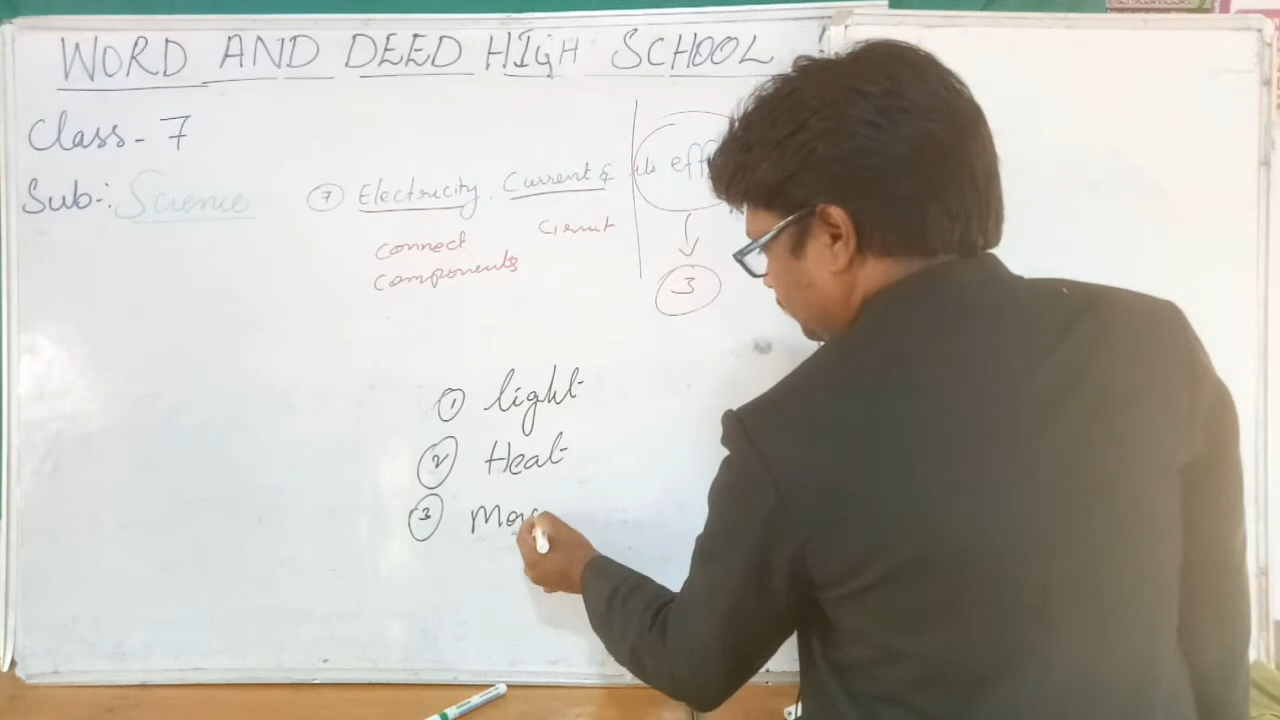 WORD AND DEED HIGH SCHOOL
Class - 7
Sub:. Science
7 Electricity. Current & its eff
connect Circuit
components
3
1 light
2 Heat
3 Mag